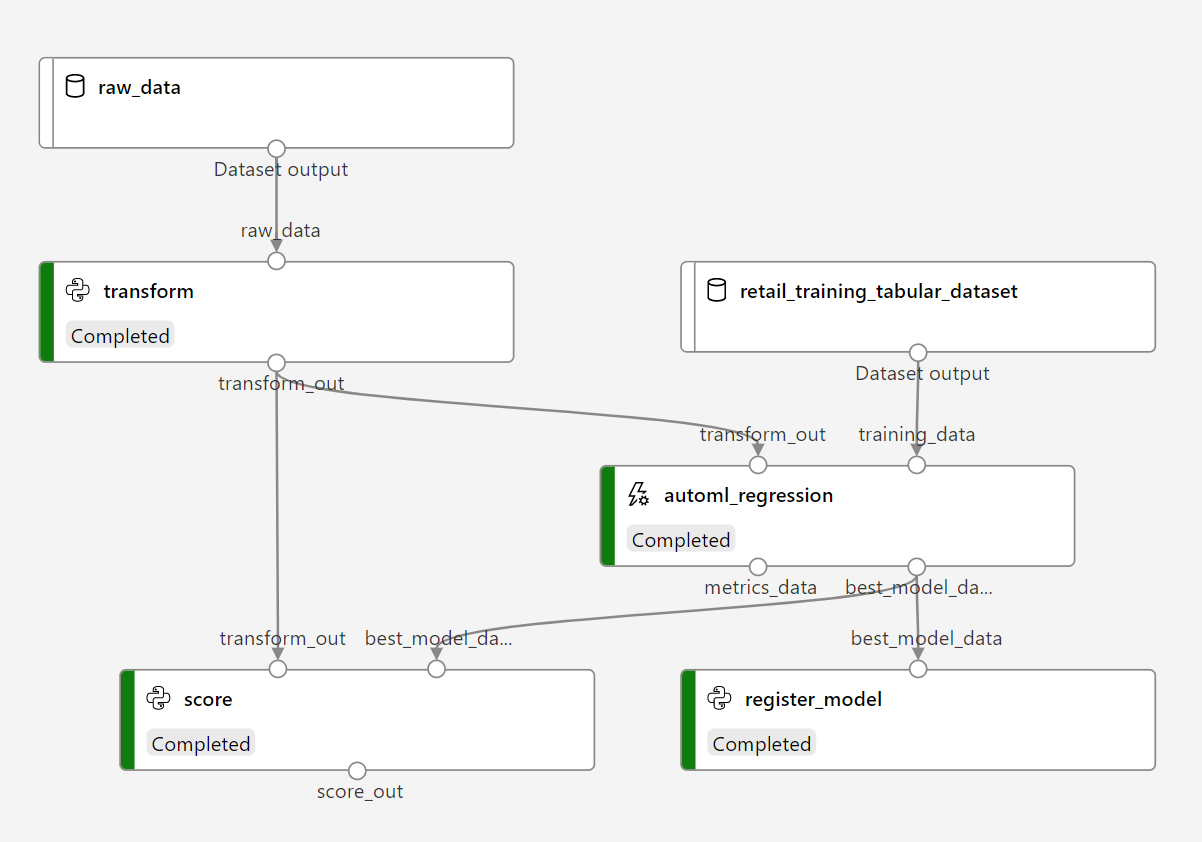 raw_data
Dataset output
raw_data
transform
Completed
transform_out
retail_training_tabular_dataset
Dataset output
transform_out
training_data
automl_regression
Completed
metrics_data
best_model_da...
transform_out
best_model_da...
best_model_data
score
Completed
score_out
register_model
Completed